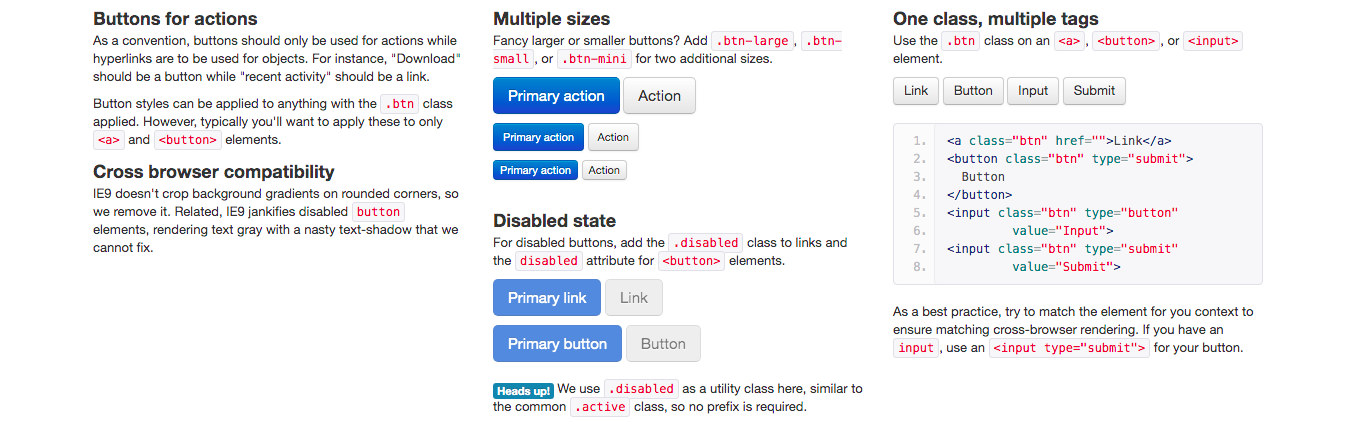 Buttons for actions
As a convention, buttons should only be used for actions while
hyperlinks are to be used for objects. For instance, "Download"
should be a button while "recent activity" should be a link.
Button styles can be applied to anything with the .btn class
applied. However, typically you'll want to apply these to only
<a> and <button> elements.
Cross browser compatibility
IE9 doesn't crop background gradients on rounded corners, so
we remove it. Related, IE9 jankifies disabled button
elements, rendering text gray with a nasty text-shadow that we
cannot fix.
Multiple sizes
Fancy larger or smaller buttons? Add .btn-large, .btn-
small, or .btn-mini for two additional sizes.
Primary action Action
Primary action Action
Primary action Action
Disabled state
For disabled buttons, add the .disabled class to links and
the disabled attribute for <button> elements.
Primary link Link
Primary button Button
Heads up! We use .disabled as a utility class here, similar to
the common .active class, so no prefix is required.
One class, multiple tags
Use the .btn class on an <a>, <button>, or <input>
element.
Link Button Input Submit
1. <a class="btn" href="">Link</a>
2. <button class="btn" type="submit">
3.   Button
4. </button>
5. <input class="btn" type="button"
6.          value="Input">
7. <input class="btn" type="submit"
8.          value="Submit">
As a best practice, try to match the element for you context to
ensure matching cross-browser rendering. If you have an
input, use an <input type="submit"> for your button.